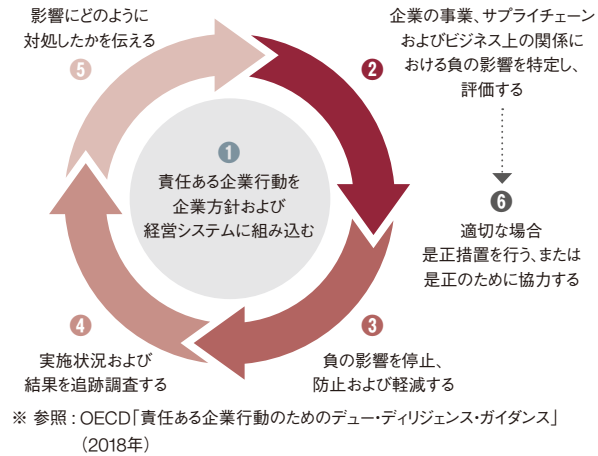 ❶
責任ある企業行動を
企業方針および
経営システムに組み込む
❷
企業の事業、サプライチェーン
およびビジネス上の関係に
おける負の影響を特定し、
評価する
❸
負の影響を停止、
防止および軽減する
❹
実施状況および
結果を追跡調査する
❺
影響にどのように
対処したかを伝える
❻
適切な場合
是正措置を行う、または
是正のために協力する
※ 参照 : OECD「責任ある企業行動のためのデュー・ディリジェンス・ガイダンス」
（2018年）